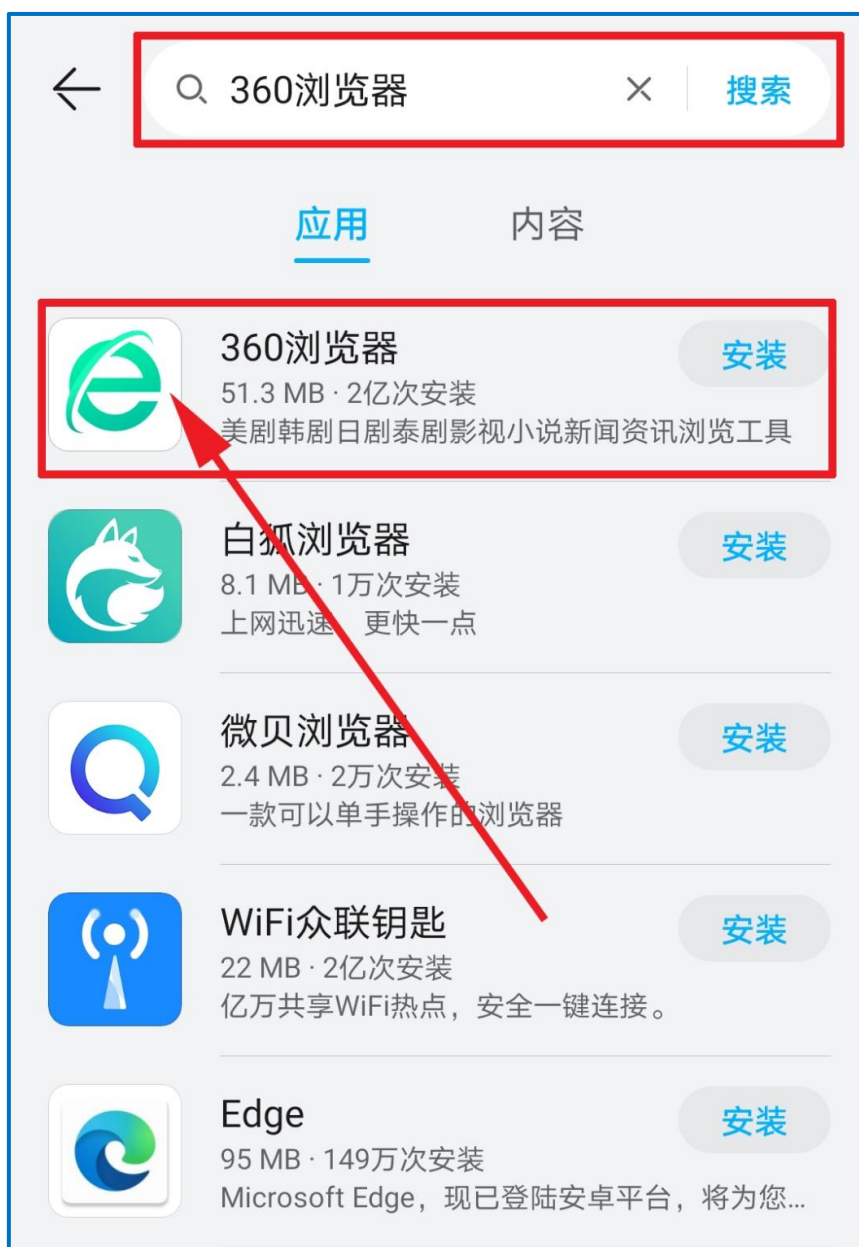 360浏览器
搜索
应用
内容
360浏览器
安装
51.3 MB · 2亿次安装
美剧韩剧日剧泰剧影视小说新闻资讯浏览工具
白狐浏览器
安装
8.1 MB · 1万次安装
上网迅速，更快一点
微贝浏览器
安装
2.4 MB · 2万次安装
一款可以单手操作的浏览器
WiFi众联钥匙
安装
22 MB · 2亿次安装
亿万共享WiFi热点，安全一键连接。
Edge
安装
95 MB · 149万次安装
Microsoft Edge，现已登陆安卓平台，将为您...